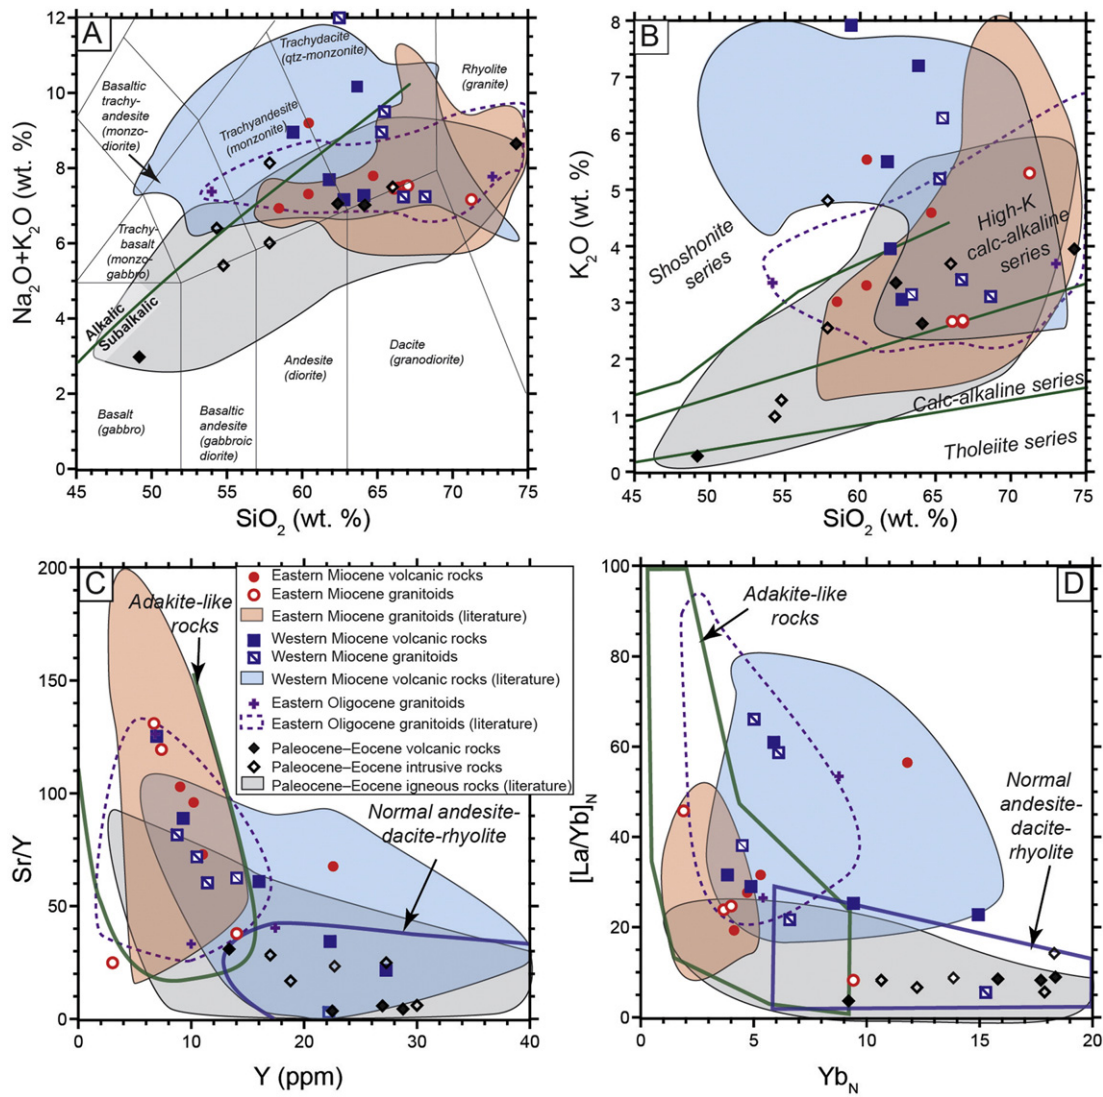 A
Na2O+K2O (wt. %)
12
10
8
6
4
2
0
45
50
55
60
65
70
75
SiO2 (wt. %)
Trachydacite
(qtz-monzonite)
Rhyolite
(granite)
Basaltic
trachy-
andesite
(monzo-
diorite)
Trachyandesite
(monzonite)
Trachy-
basalt
(monzo-
gabbro)
Alkalic
Subalkalic
Dacite
(granodiorite)
Andesite
(diorite)
Basalt
(gabbro)
Basaltic
andesite
(gabbroic
diorite)
B
K2O (wt. %)
8
7
6
5
4
3
2
1
0
45
50
55
60
65
70
75
SiO2 (wt. %)
Shoshonite
series
High-K
calc-alkaline
series
Calc-alkaline series
Tholeiite series
C
Sr/Y
200
150
100
50
0
0
10
20
30
40
Y (ppm)
Adakite-like
rocks
Eastern Miocene volcanic rocks
Eastern Miocene granitoids
Eastern Miocene granitoids (literature)
Western Miocene volcanic rocks
Western Miocene granitoids
Western Miocene volcanic rocks (literature)
Eastern Oligocene granitoids
Eastern Oligocene granitoids (literature)
Paleocene–Eocene volcanic rocks
Paleocene–Eocene intrusive rocks
Paleocene–Eocene igneous rocks (literature)
Normal andesite-
dacite-rhyolite
D
[La/Yb]N
100
80
60
40
20
0
0
5
10
15
20
YbN
Adakite-like
rocks
Normal
andesite-
dacite-
rhyolite